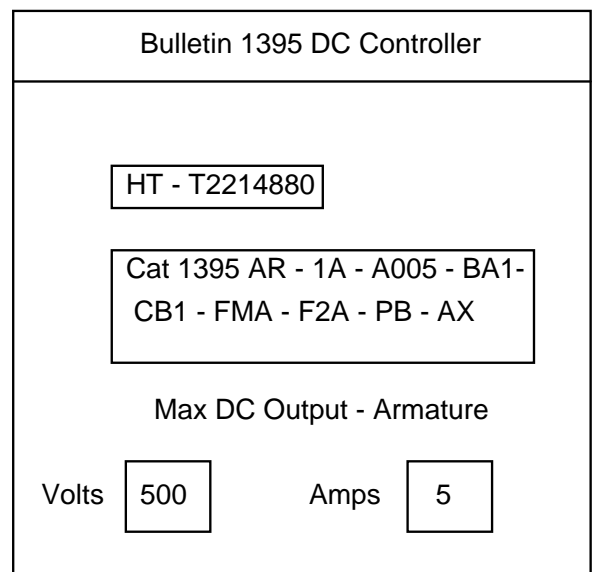 Bulletin 1395 DC Controller
HT - T2214880
Cat 1395 AR - 1A - A005 - BA1-
CB1 - FMA - F2A - PB - AX
Max DC Output - Armature
Volts 500 Amps 5